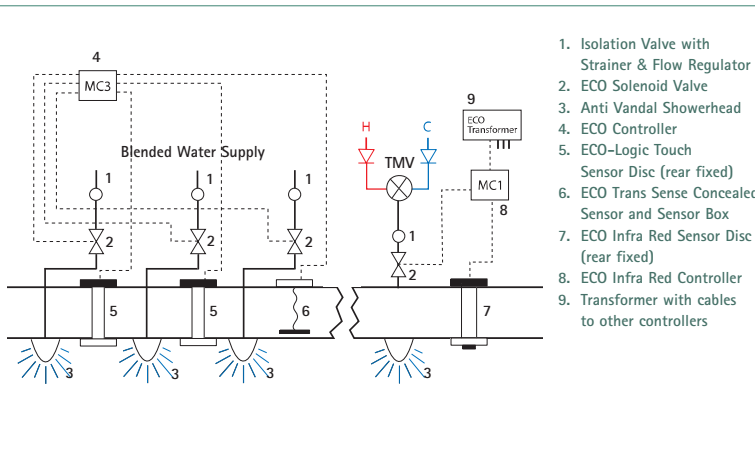 4
MC3
Blended Water Supply
1
1
1
2
2
2
5
5
6
3
3
3
H
C
TMV
1
2
3
9
ECO
Transformer
MC1
8
7
1. Isolation Valve with
Strainer & Flow Regulator
2. ECO Solenoid Valve
3. Anti Vandal Showerhead
4. ECO Controller
5. ECO-Logic Touch
Sensor Disc (rear fixed)
6. ECO Trans Sense Concealed
Sensor and Sensor Box
7. ECO Infra Red Sensor Disc
(rear fixed)
8. ECO Infra Red Controller
9. Transformer with cables
to other controllers